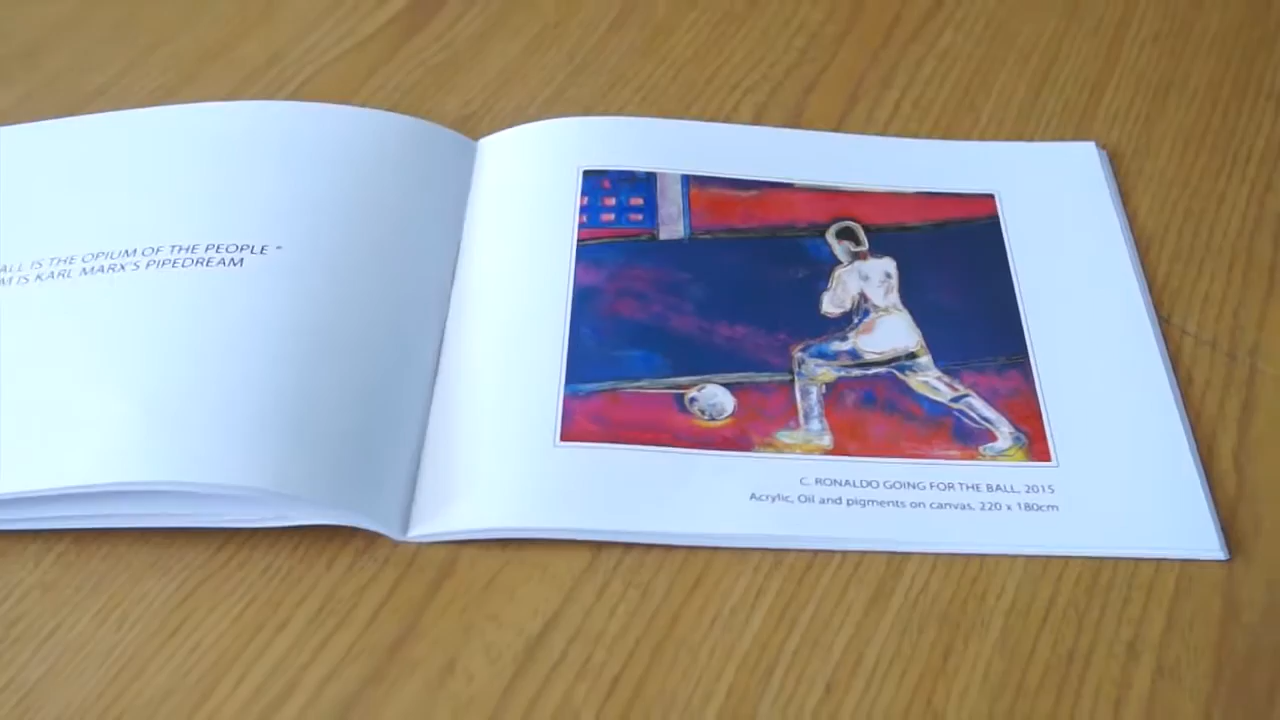 ALL IS THE OPIUM OF THE PEOPLE "
M IS KARL MARX'S PIPEDREAM
C. RONALDO GOING FOR THE BALL, 2015
Acrylic, Oil and pigments on canvas, 220 x 180cm